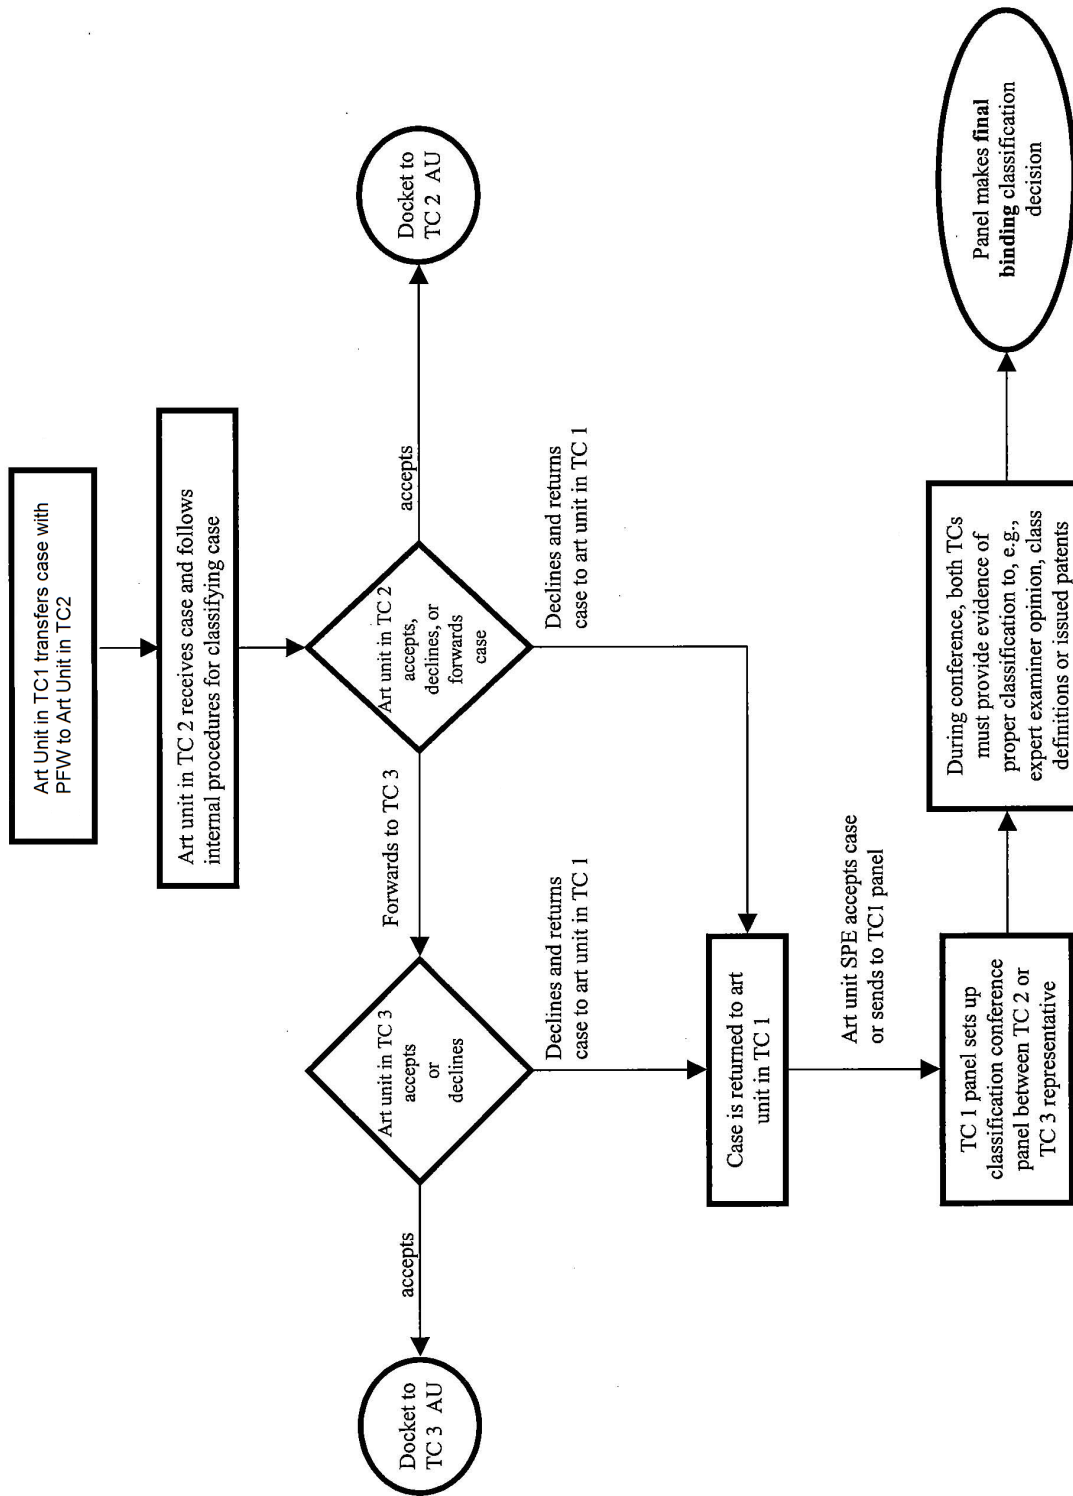 Art Unit in TC1 transfers case with
PFW to Art Unit in TC2
Art unit in TC 2 receives case and follows
internal procedures for classifying case
Docket to
TC 3 AU
accepts
Art unit in TC 3
accepts
or
declines
Forwards to TC 3
Art unit in TC 2
accepts,
declines, or
forwards
case
accepts
Docket to
TC 2 AU
Declines and returns
case to art unit in TC 1
Declines and returns
case to art unit in TC 1
Case is returned to art
unit in TC 1
Art unit SPE accepts case
or sends to TC1 panel
TC 1 panel sets up
classification conference
panel between TC 2 or
TC 3 representative
During conference, both TCs
must provide evidence of
proper classification to, e.g.,
expert examiner opinion, class
definitions or issued patents
Panel makes final
binding classification
decision